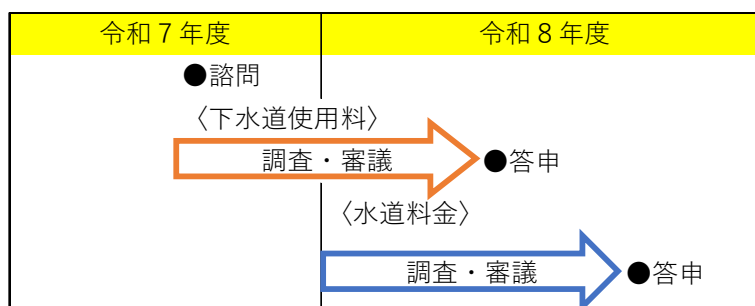 令和７年度 令和８年度
●諮問
〈下水道使用料〉
調査・審議 ●答申
〈水道料金〉
調査・審議 ●答申